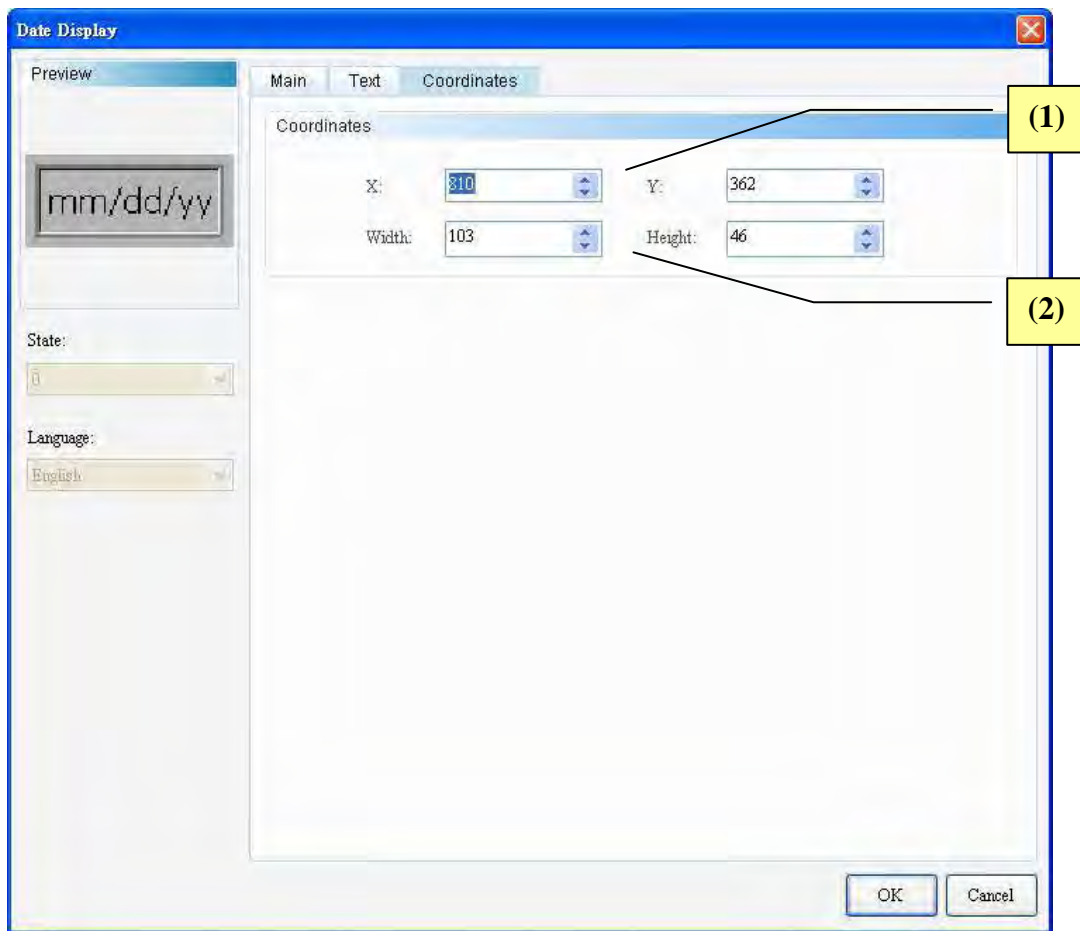 Date Display
Preview
Main Text Coordinates
(1)
Coordinates
mm/dd/yy
X: 810 Y: 362
Width: 103 Height: 46
(2)
State:
0
Language:
English
OK Cancel